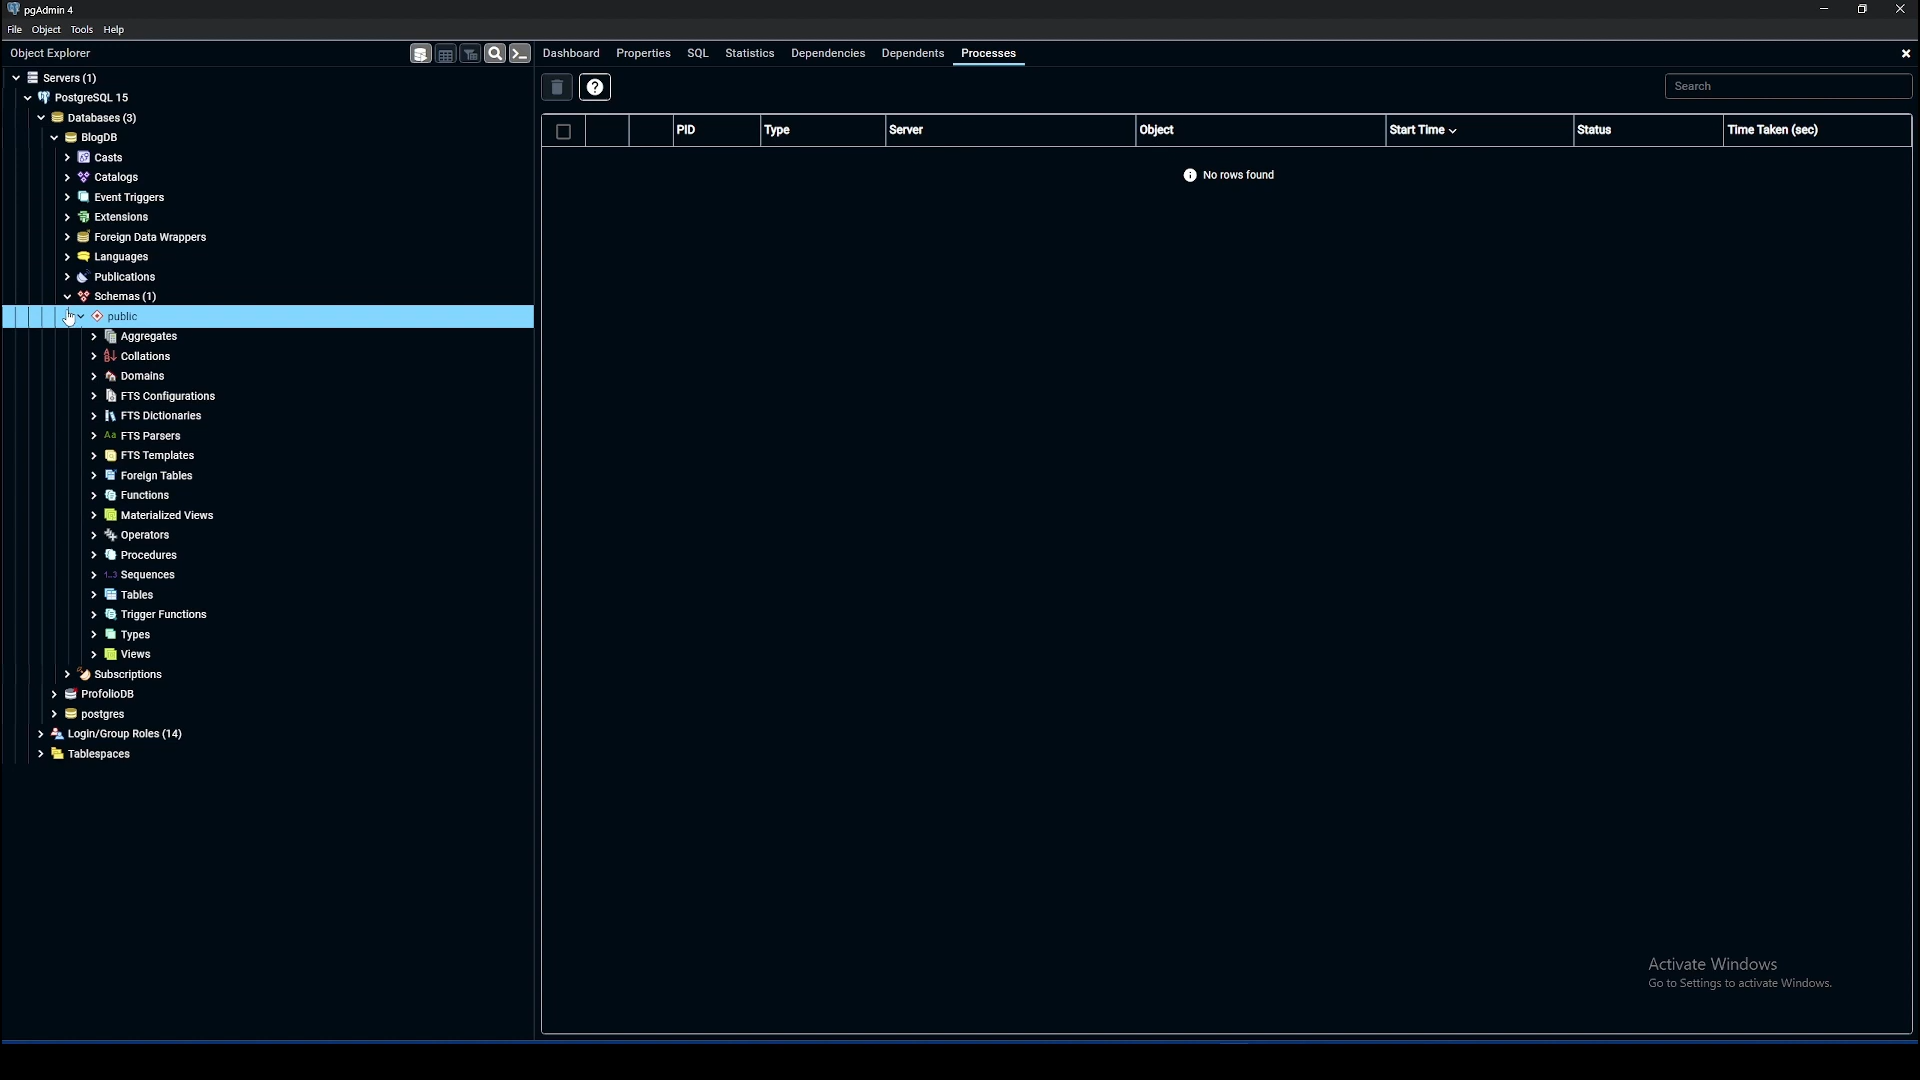 pgAdmin 4
File Object Tools Help
Object Explorer
Dashboard Properties SQL Statistics Dependencies Dependents Processes
Servers (1)
PostgreSQL 15
Databases (3)
BlogDB
Casts
Catalogs
Event Triggers
Extensions
Foreign Data Wrappers
Languages
Publications
Schemas (1)
public
Aggregates
Collations
Domains
FTS Configurations
FTS Dictionaries
Aa FTS Parsers
FTS Templates
Foreign Tables
Functions
Materialized Views
Operators
Procedures
1..3 Sequences
Tables
Trigger Functions
Types
Views
Subscriptions
ProfolioDB
postgres
Login/Group Roles (14)
Tablespaces
Search
PID Type Server Object Start Time Status Time Taken (sec)
No rows found
Activate Windows
Go to Settings to activate Windows.